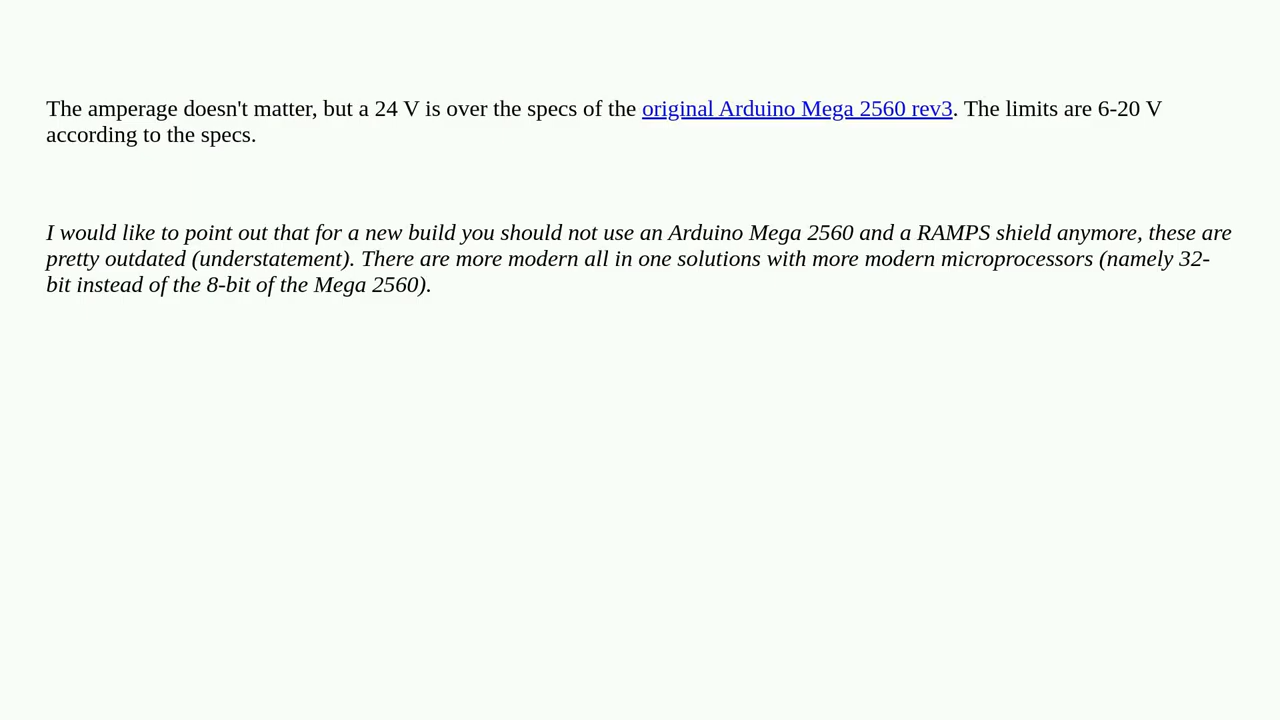 The amperage doesn't matter, but a 24 V is over the specs of the original Arduino Mega 2560 rev3. The limits are 6-20 V
according to the specs.
I would like to point out that for a new build you should not use an Arduino Mega 2560 and a RAMPS shield anymore, these are
pretty outdated (understatement). There are more modern all in one solutions with more modern microprocessors (namely 32-
bit instead of the 8-bit of the Mega 2560).